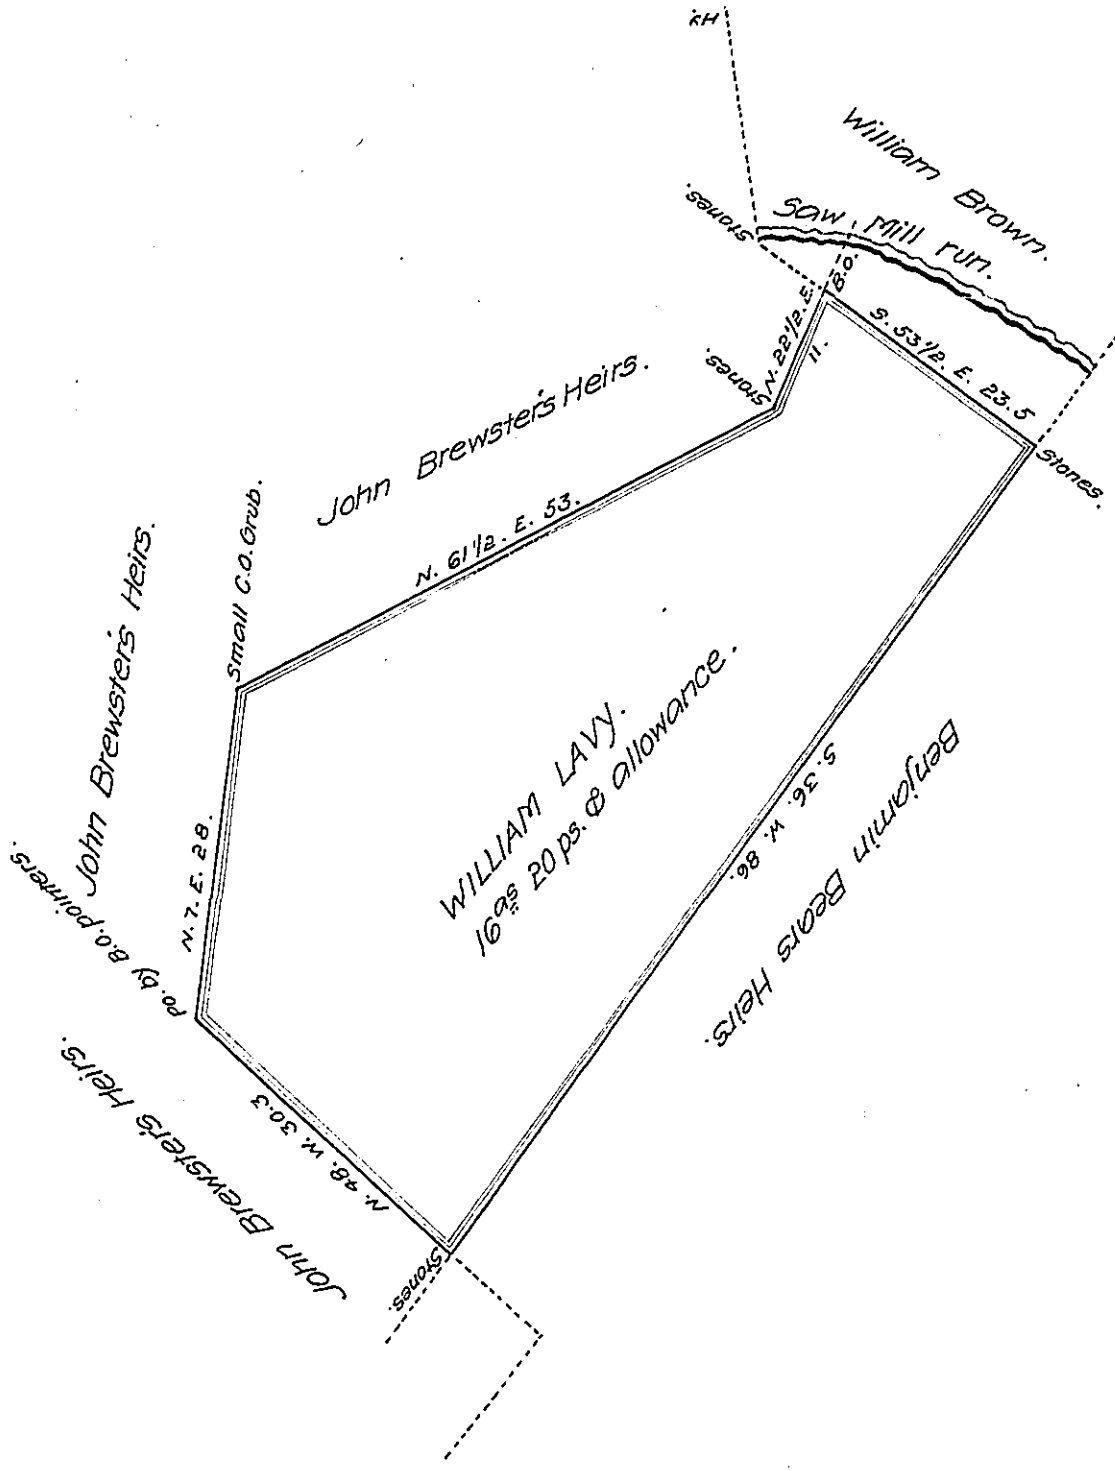 Hy.
William Brown.
Saw Mill run.
Stones.
B.O.
N. 22 1/2. E.
11.
S. 53 1/2. E. 23.5
Stones.
Stones.
John Brewster's Heirs.
N. 61 1/2. E. 53.
Small C.O. Grub.
John Brewster's Heirs.
N. 7. E. 28.
Po. by B.O. pointers.
WILLIAM LAVY.
16as " 20 ps. & allowance.
S. 36. W. 86.
Benjamin Bears Heirs.
John Brewster's Heirs.
N. 48. W. 30.3
Stones.